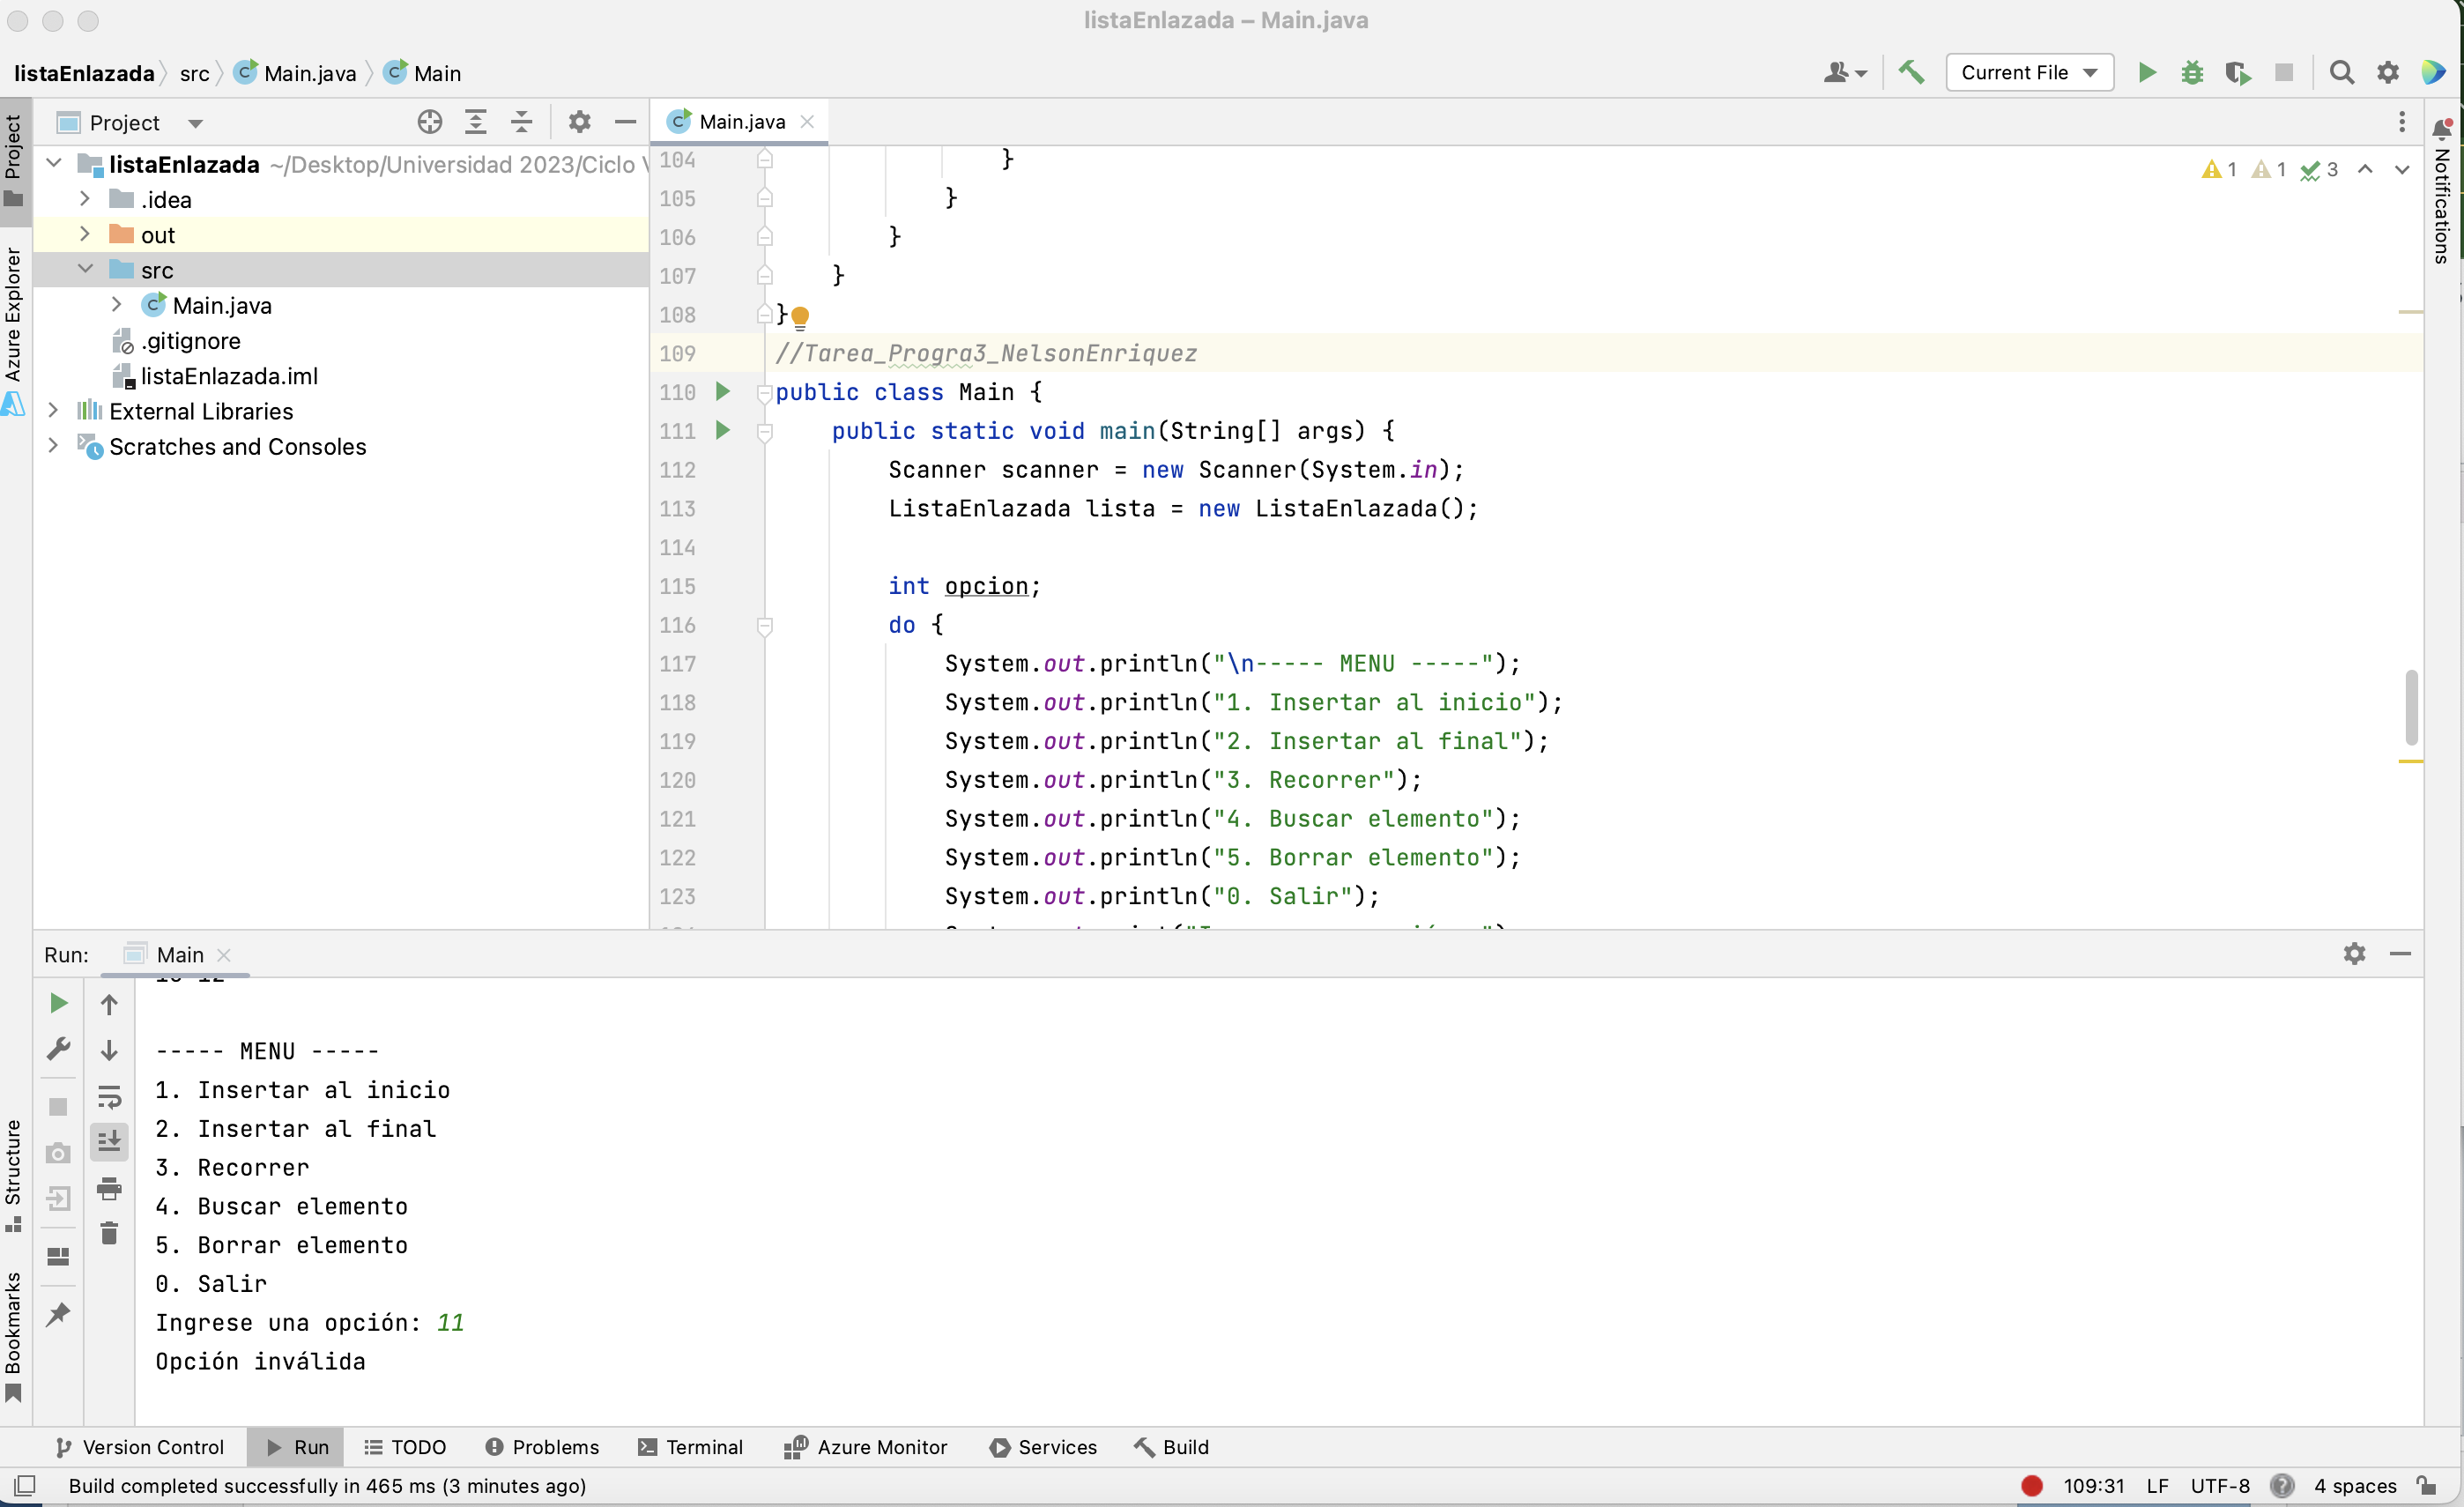 listaEnlazada – Main.java
listaEnlazada src Main.java Main
Current File
Project
Main.java
Project
Azure Explorer
Structure
Bookmarks
Notifications
listaEnlazada ~/Desktop/Universidad 2023/Ciclo
.idea
out
src
Main.java
.gitignore
listaEnlazada.iml
External Libraries
Scratches and Consoles
1 1 3
104 }
105 }
106 }
107 }
108 }
109 //Tarea_Progra3_NelsonEnriquez
110 public class Main {
111 public static void main(String[] args) {
112 Scanner scanner = new Scanner(System.in);
113 ListaEnlazada lista = new ListaEnlazada();
114
115 int opcion;
116 do {
117 System.out.println("\n----- MENU -----");
118 System.out.println("1. Insertar al inicio");
119 System.out.println("2. Insertar al final");
120 System.out.println("3. Recorrer");
121 System.out.println("4. Buscar elemento");
122 System.out.println("5. Borrar elemento");
123 System.out.println("0. Salir");
Run: Main
----- MENU -----
1. Insertar al inicio
2. Insertar al final
3. Recorrer
4. Buscar elemento
5. Borrar elemento
0. Salir
Ingrese una opción: 11
Opción inválida
Version Control Run TODO Problems Terminal Azure Monitor Services Build
Build completed successfully in 465 ms (3 minutes ago)
109:31 LF UTF-8 4 spaces